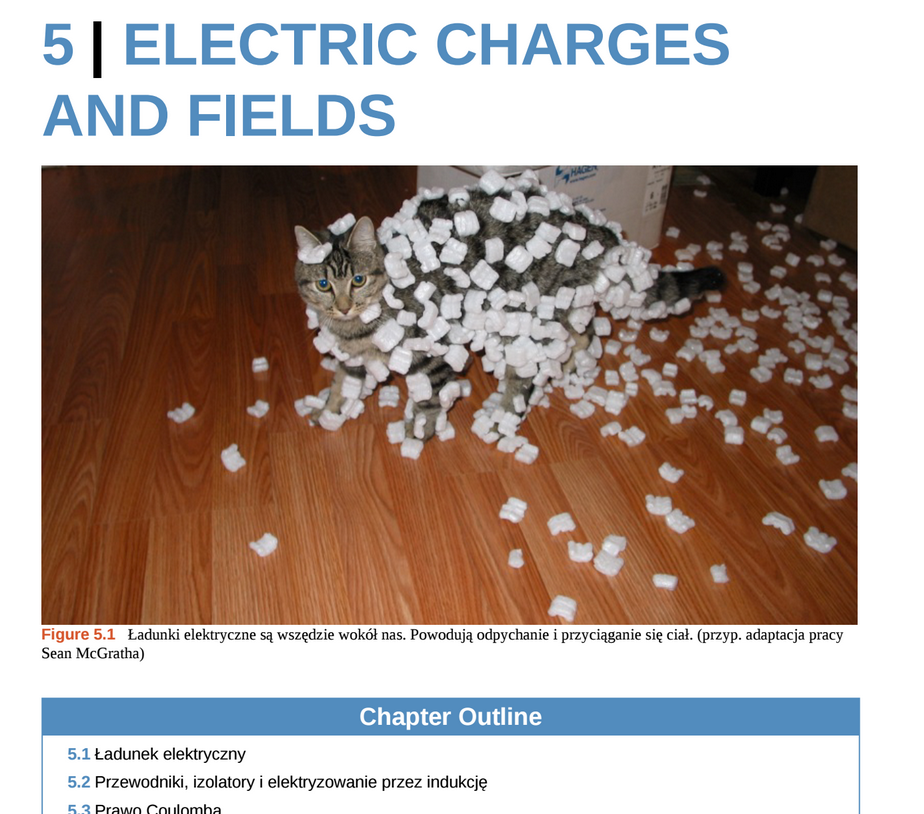 5 | ELECTRIC CHARGES
AND FIELDS
HAGER
Figure 5.1 Ładunki elektryczne są wszędzie wokół nas. Powodują odpychanie i przyciąganie się ciał. (przyp. adaptacja pracy
Sean McGratha)
Chapter Outline
5.1 Ładunek elektryczny
5.2 Przewodniki, izolatory i elektryzowanie przez indukcję
5.3 Prawo Coulomba